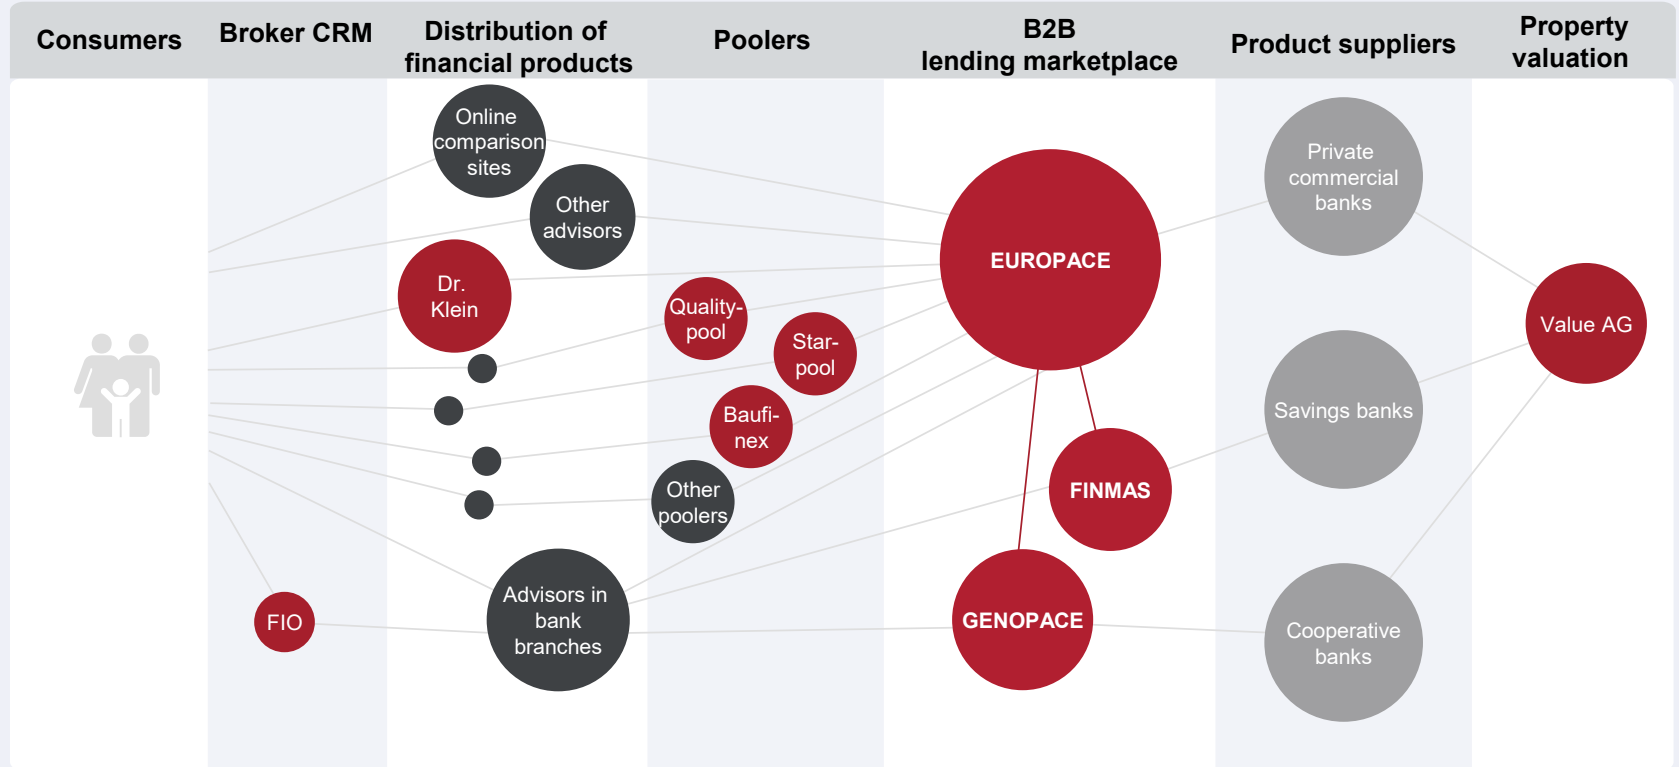 Consumers
Broker CRM
Distribution of
financial products
Poolers
B2B
lending marketplace
Product suppliers
Property
valuation
Online
comparison
sites
Other
advisors
Dr.
Klein
Quality-
pool
Star-
pool
Baufi-
nex
Other
poolers
FIO
Advisors in
bank
branches
EUROPACE
FINMAS
GENOPACE
Private
commercial
banks
Savings banks
Cooperative
banks
Value AG